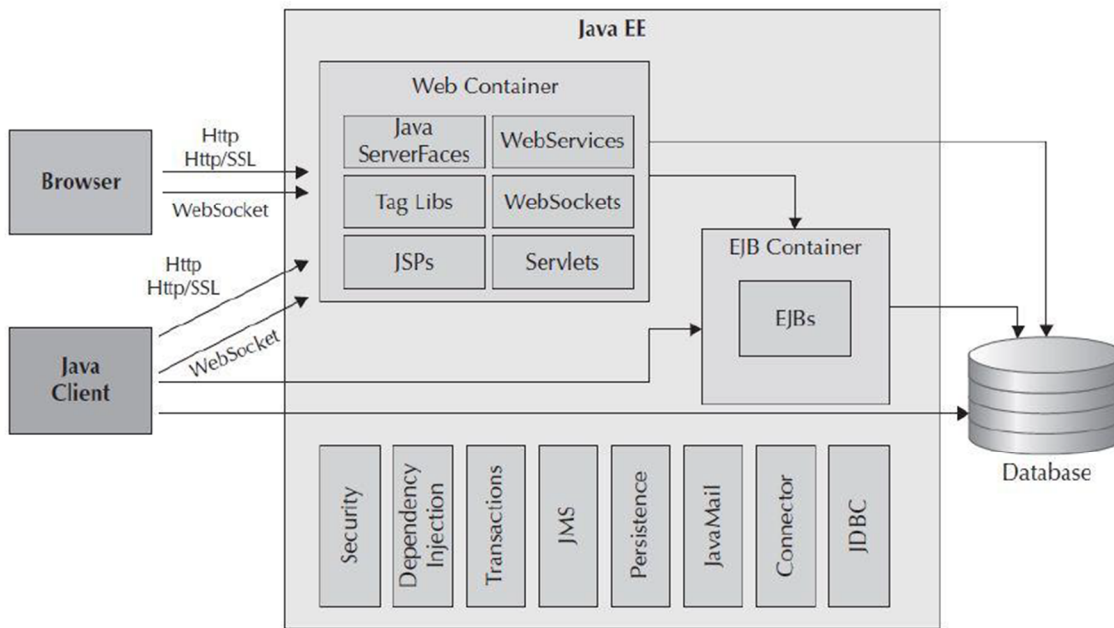 Java EE
Web Container
Java
ServerFaces
WebServices
Tag Libs
WebSockets
JSPs
Servlets
Http
Http/SSL
Browser
WebSocket
Http
Http/SSL
WebSocket
Java
Client
EJB Container
EJBs
Database
Security
Dependency
Injection
Transactions
JMS
Persistence
JavaMail
Connector
JDBC